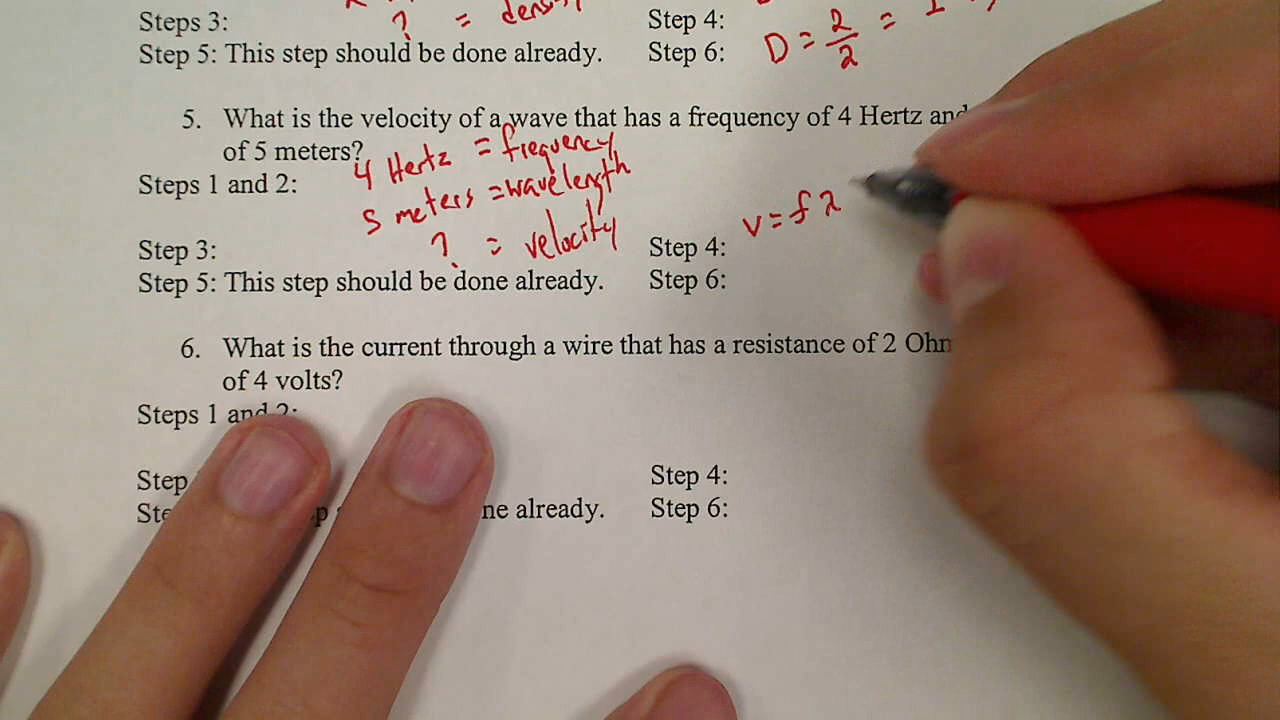 Steps 3:
? = density
Step 4:
Step 5: This step should be done already.
Step 6:
D = 2/2 =
5. What is the velocity of a wave that has a frequency of 4 Hertz and
of 5 meters?
4 Hertz = frequency
Steps 1 and 2:
5 meters = wavelength
v = f λ
Step 3:
? = velocity
Step 4:
Step 5: This step should be done already.
Step 6:
6. What is the current through a wire that has a resistance of 2
of 4 volts?
Steps 1 and 2:
Step
Step 4:
already.
Step 6: